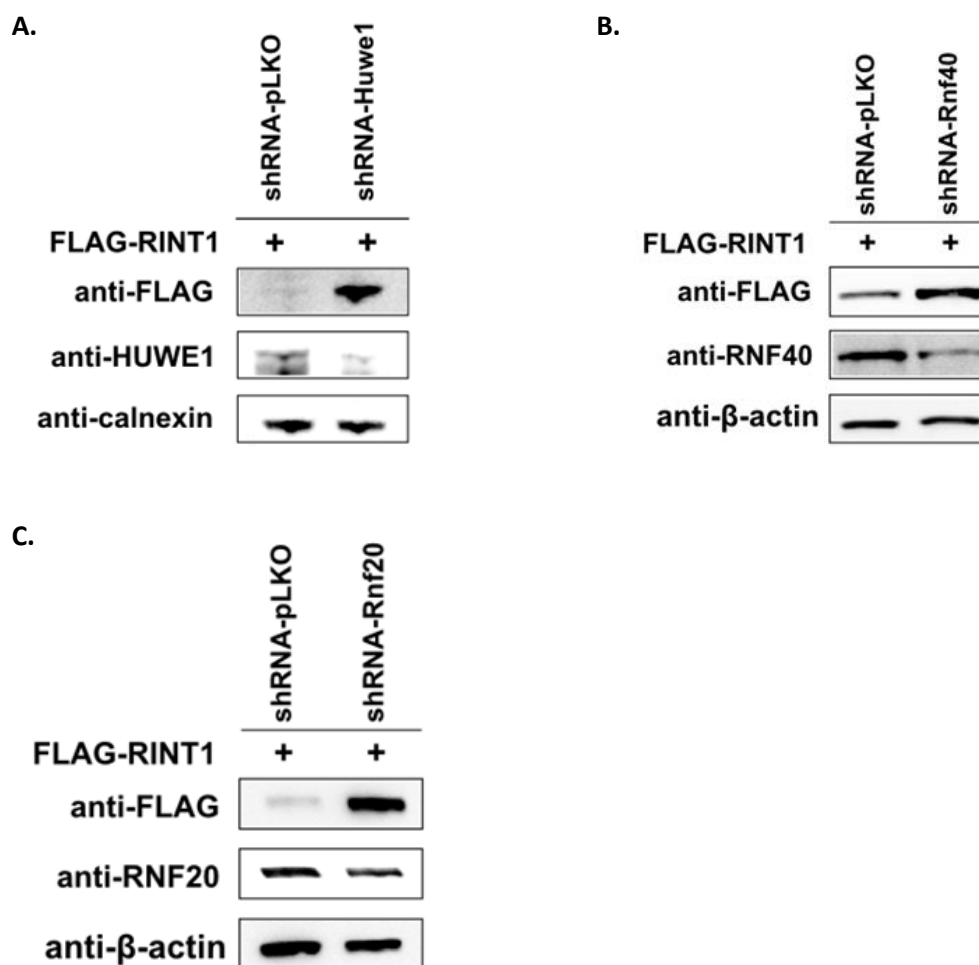 A.
shRNA-pLKO
shRNA-Huwe1
FLAG-RINT1 + +
anti-FLAG
anti-HUWE1
anti-calnexin
B.
shRNA-pLKO
shRNA-Rnf40
FLAG-RINT1 + +
anti-FLAG
anti-RNF40
anti-β-actin
C.
shRNA-pLKO
shRNA-Rnf20
FLAG-RINT1 + +
anti-FLAG
anti-RNF20
anti-β-actin